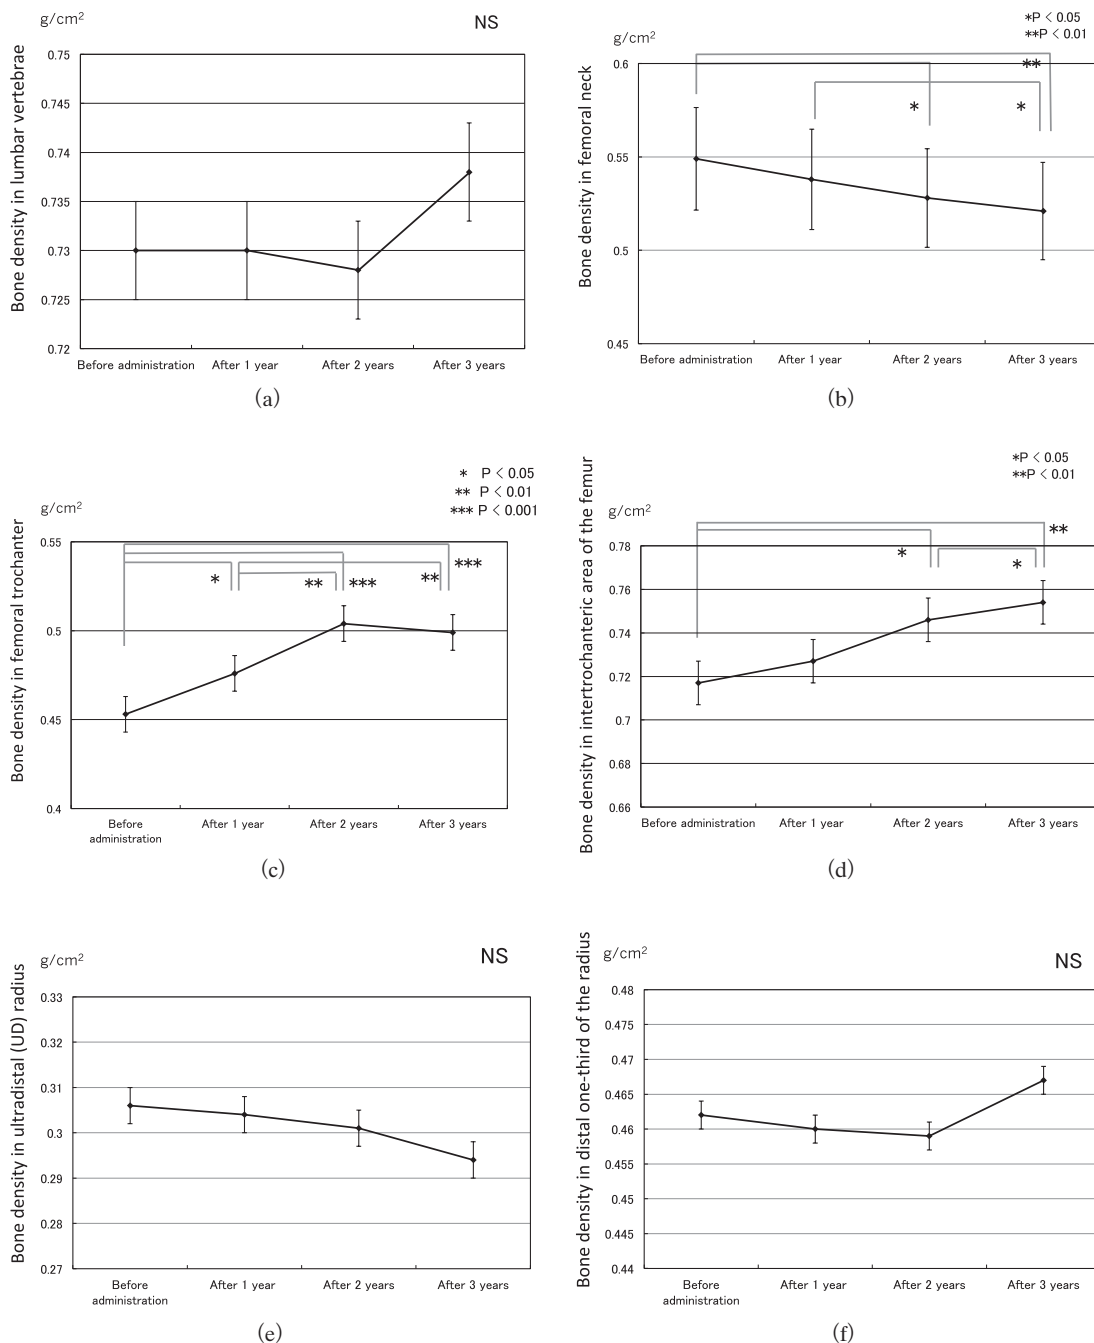 g/cm2
NS
Bone density in lumbar vertebrae
0.75
0.745
0.74
0.735
0.73
0.725
0.72
Before administration After 1 year After 2 years After 3 years
(a)
*P < 0.05
**P < 0.01
g/cm2
Bone density in femoral neck
0.6
0.55
0.5
0.45
**
* *
Before administration After 1 year After 2 years After 3 years
(b)
* P < 0.05
** P < 0.01
*** P < 0.001
g/cm2
Bone density in femoral trochanter
0.55
0.5
0.45
0.4
* ** *** ** ***
Before administration After 1 year After 2 years After 3 years
(c)
*P < 0.05
**P < 0.01
g/cm2
Bone density in intertrochanteric area of the femur
0.78
0.76
0.74
0.72
0.7
0.68
0.66
**
* *
Before administration After 1 year After 2 years After 3 years
(d)
g/cm2
NS
Bone density in ultradistal (UD) radius
0.33
0.32
0.31
0.3
0.29
0.28
0.27
Before administration After 1 year After 2 years After 3 years
(e)
g/cm2
NS
Bone density in distal one-third of the radius
0.48
0.475
0.47
0.465
0.46
0.455
0.45
0.445
0.44
Before administration After 1 year After 2 years After 3 years
(f)